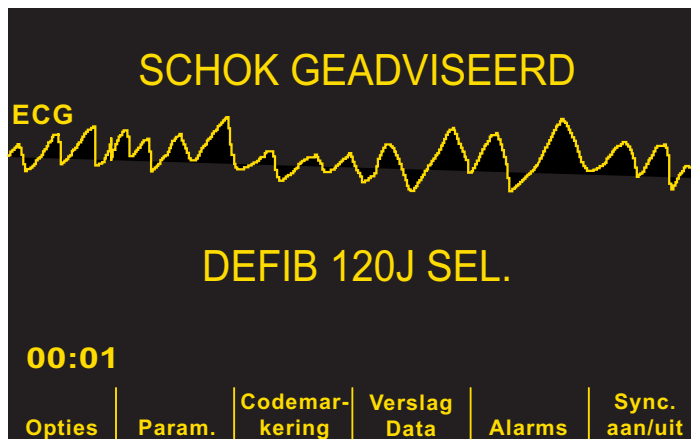 SCHOK GEADVISEERD
ECG
DEFIB 120J SEL.
00:01
Opties
Param.
Codemar-
kering
Verslag
Data
Alarms
Sync.
aan/uit